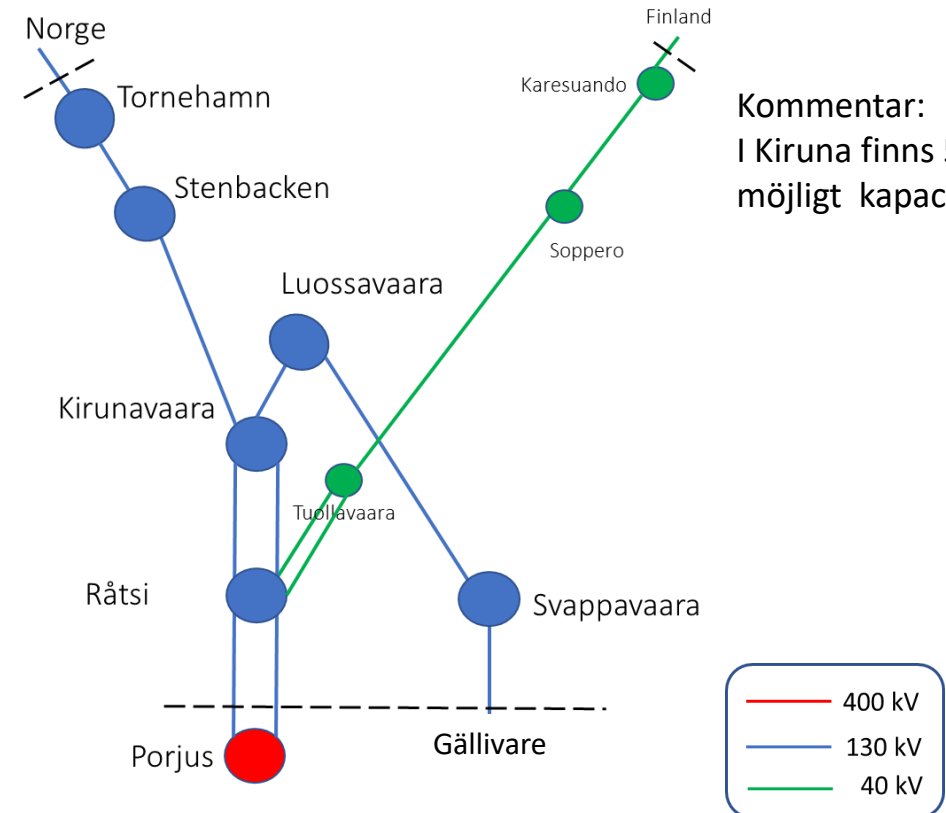 Norge
Finland
Tornehamn
Karesuando
Kommentar:
I Kiruna finns
möjligt kapac
Stenbacken
Soppero
Luossavaara
Kirunavaara
Tuollavaara
Råtsi
Svappavaara
Porjus
Gällivare
400 kV
130 kV
40 kV